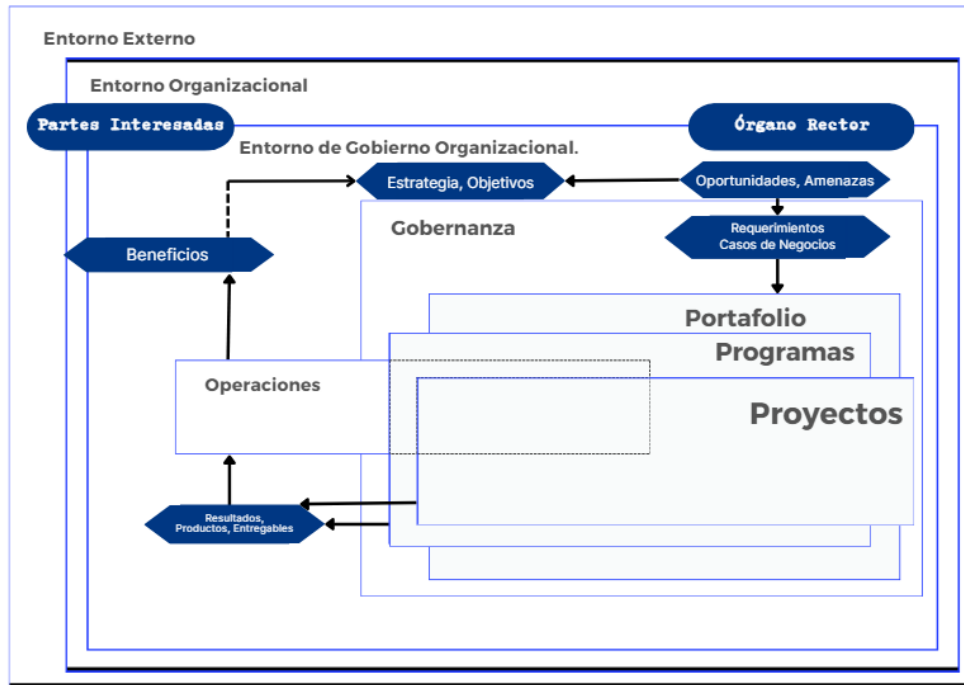 Entorno Externo
Entorno Organizacional
Partes Interesadas
Órgano Rector
Entorno de Gobierno Organizacional.
Estrategia, Objetivos
Oportunidades, Amenazas
Gobernanza
Requerimientos
Casos de Negocios
Beneficios
Portafolio
Programas
Operaciones
Proyectos
Resultados,
Productos, Entregables